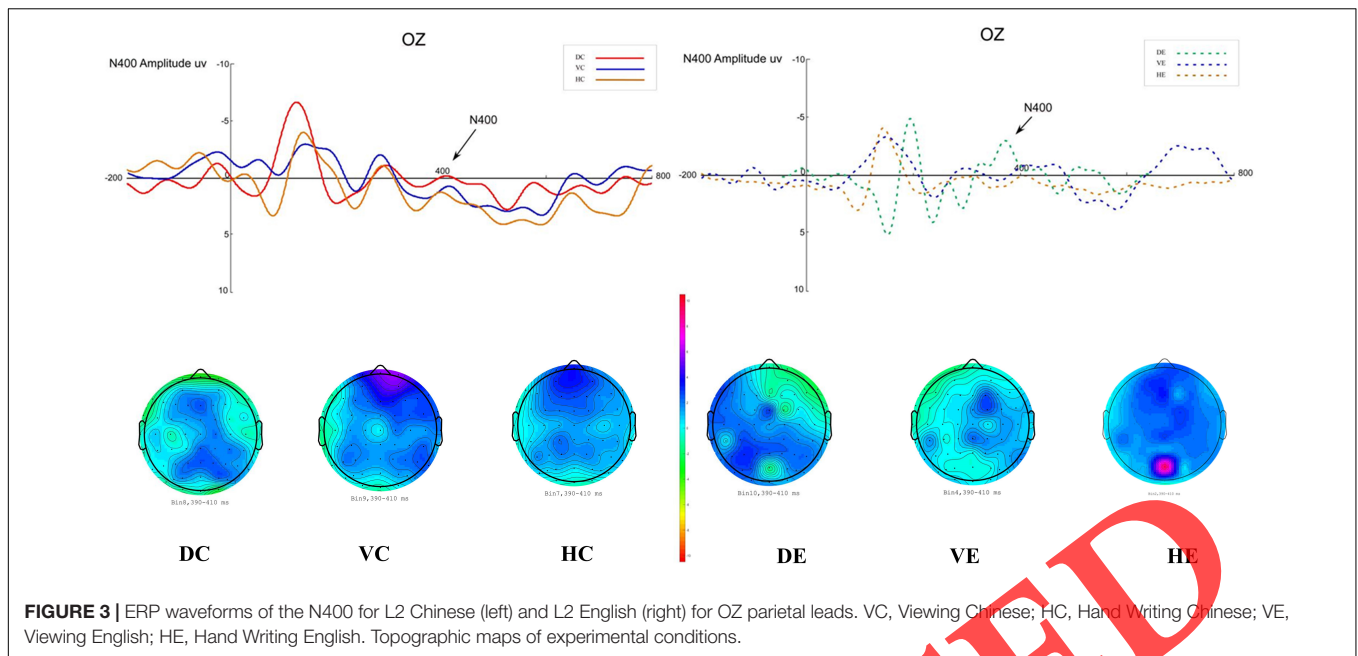 OZ
N400 Amplitude uv
-10
-5
0
5
10
-200
400
800
N400
DC
VC
HC
OZ
N400 Amplitude uv
-10
-5
0
5
10
-200
400
800
N400
DE
VE
HE
Bin8,390-410 ms
Bin9,390-410 ms
Bin7,390-410 ms
Bin10,390-410 ms
Bin4,390-410 ms
DC
VC
HC
DE
VE
HE
FIGURE 3 | ERP waveforms of the N400 for L2 Chinese (left) and L2 English (right) for OZ parietal leads. VC, Viewing Chinese; HC, Hand Writing Chinese; VE,
Viewing English; HE, Hand Writing English. Topographic maps of experimental conditions.
ED